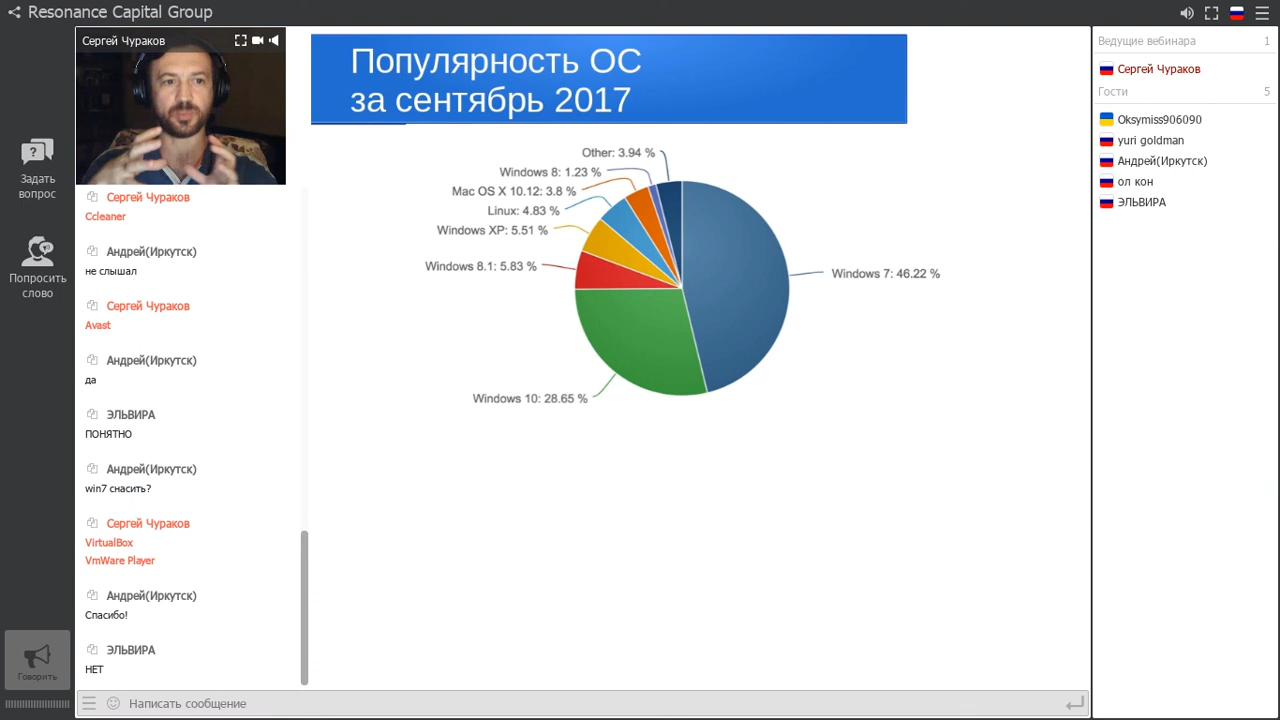 Resonance Capital Group
Сергей Чураков
Задать
вопрос
Попросить
слово
Говорить
Сергей Чураков
Ccleaner
Андрей(Иркутск)
не слышал
Сергей Чураков
Avast
Андрей(Иркутск)
да
ЭЛЬВИРА
ПОНЯТНО
Андрей(Иркутск)
win7 снасить?
Сергей Чураков
VirtualBox
VmWare Player
Андрей(Иркутск)
Спасибо!
ЭЛЬВИРА
НЕТ
Написать сообщение
Популярность ОС
за сентябрь 2017
Other: 3.94 %
Windows 8: 1.23 %
Mac OS X 10.12: 3.8 %
Linux: 4.83 %
Windows XP: 5.51 %
Windows 8.1: 5.83 %
Windows 7: 46.22 %
Windows 10: 28.65 %
Ведущие вебинара 1
Сергей Чураков
Гости 5
Oksymiss906090
yuri goldman
Андрей(Иркутск)
ол кон
ЭЛЬВИРА